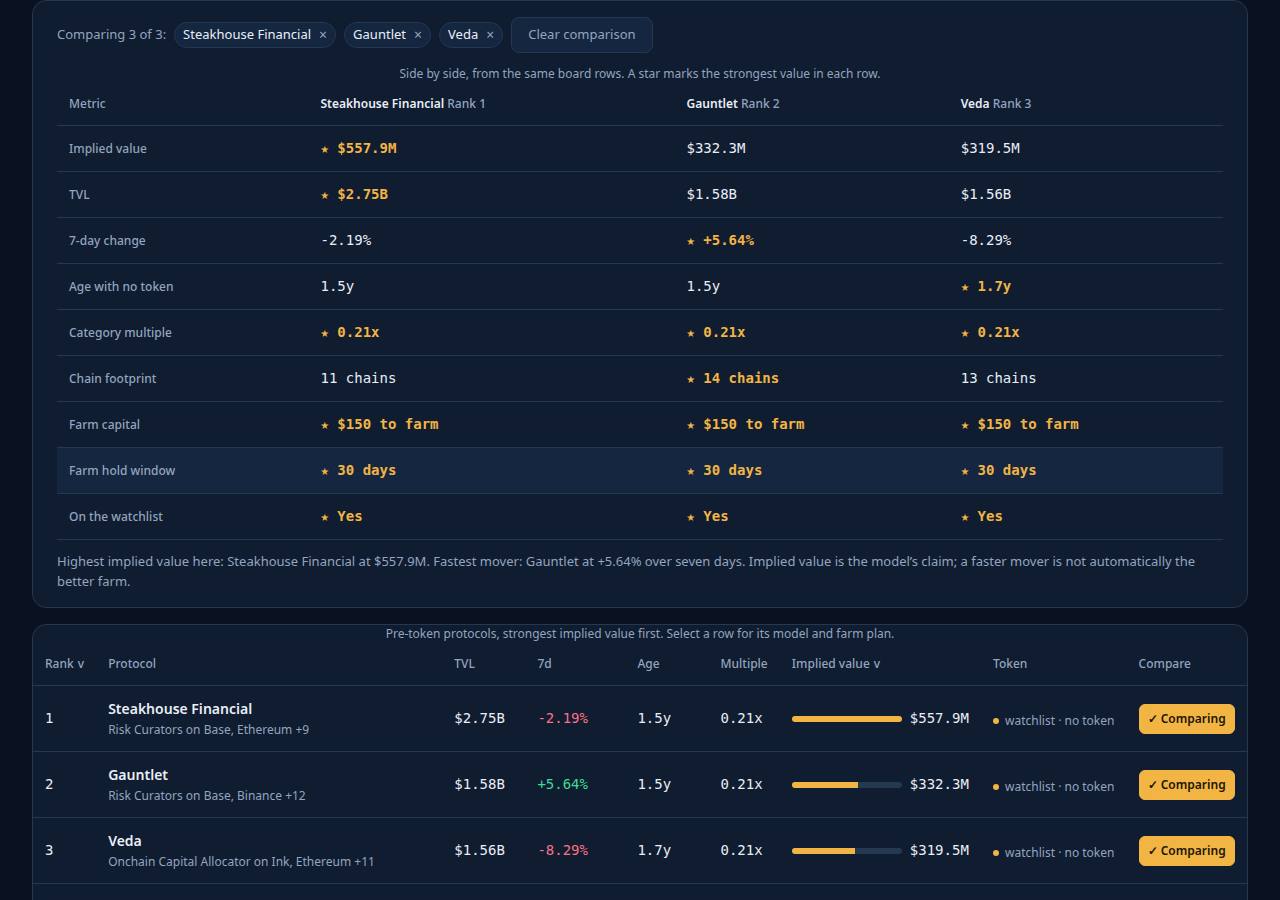 Comparing 3 of 3: Steakhouse Financial × Gauntlet × Veda × Clear comparison
Side by side, from the same board rows. A star marks the strongest value in each row.
Metric Steakhouse Financial Rank 1 Gauntlet Rank 2 Veda Rank 3
Implied value ★ $557.9M $332.3M $319.5M
TVL ★ $2.75B $1.58B $1.56B
7-day change -2.19% ★ +5.64% -8.29%
Age with no token 1.5y 1.5y ★ 1.7y
Category multiple ★ 0.21x ★ 0.21x ★ 0.21x
Chain footprint 11 chains ★ 14 chains 13 chains
Farm capital ★ $150 to farm ★ $150 to farm ★ $150 to farm
Farm hold window ★ 30 days ★ 30 days ★ 30 days
On the watchlist ★ Yes ★ Yes ★ Yes
Highest implied value here: Steakhouse Financial at $557.9M. Fastest mover: Gauntlet at +5.64% over seven days. Implied value is the model's claim; a faster mover is not automatically the
better farm.
Pre-token protocols, strongest implied value first. Select a row for its model and farm plan.
Rank v Protocol TVL 7d Age Multiple Implied value v Token Compare
1 Steakhouse Financial $2.75B -2.19% 1.5y 0.21x $557.9M watchlist · no token ✓ Comparing
Risk Curators on Base, Ethereum +9
2 Gauntlet $1.58B +5.64% 1.5y 0.21x $332.3M watchlist · no token ✓ Comparing
Risk Curators on Base, Binance +12
3 Veda $1.56B -8.29% 1.7y 0.21x $319.5M watchlist · no token ✓ Comparing
Onchain Capital Allocator on Ink, Ethereum +11